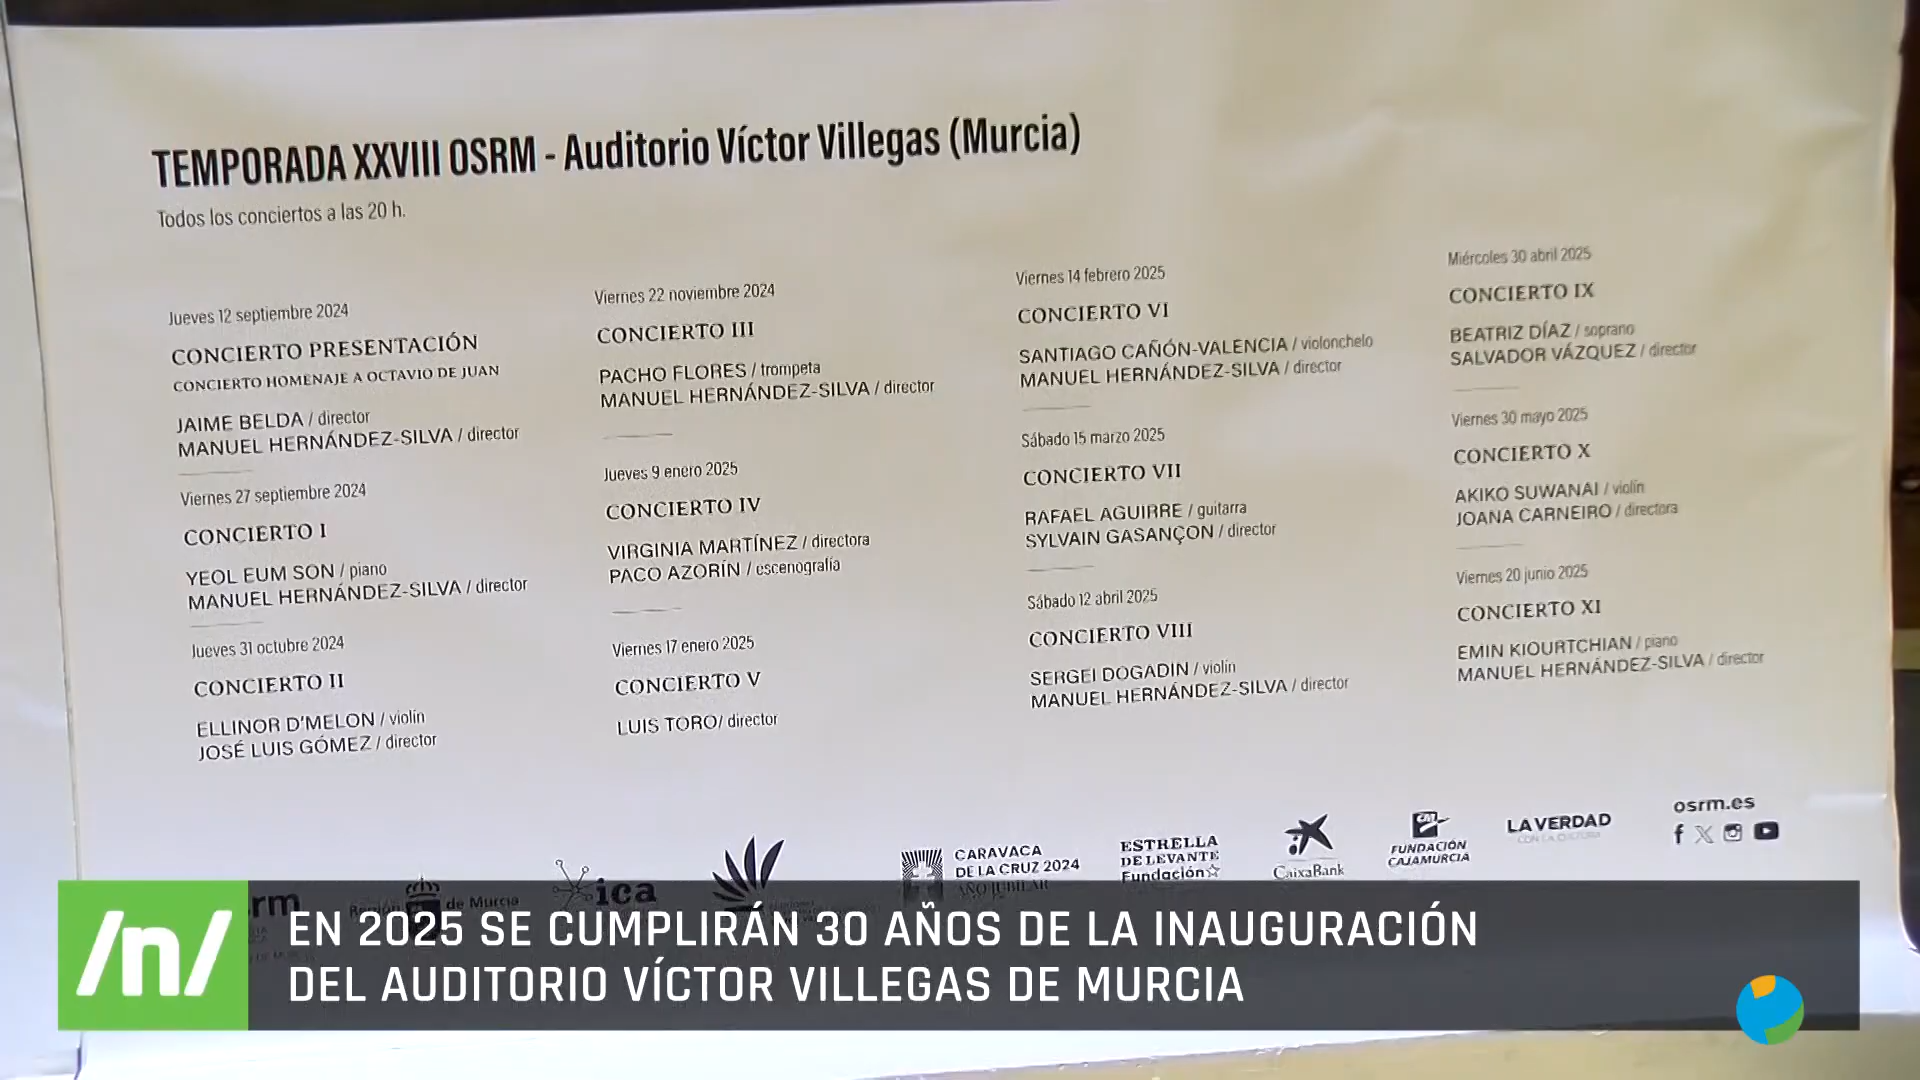 TEMPORADA XXVIII OSRM - Auditorio Víctor Villegas (Murcia)
Todos los conciertos a las 20 h.
Jueves 12 septiembre 2024
CONCIERTO PRESENTACIÓN
CONCIERTO HOMENAJE A OCTAVIO DE JUAN
JAIME BELDA / director
MANUEL HERNÁNDEZ-SILVA / director
Viernes 27 septiembre 2024
CONCIERTO I
YEOL EUM SON / piano
MANUEL HERNÁNDEZ-SILVA / director
Jueves 31 octubre 2024
CONCIERTO II
ELLINOR D'MELON / violín
JOSÉ LUIS GÓMEZ / director
Viernes 22 noviembre 2024
CONCIERTO III
PACHO FLORES / trompeta
MANUEL HERNÁNDEZ-SILVA / director
Jueves 9 enero 2025
CONCIERTO IV
VIRGINIA MARTÍNEZ / directora
PACO AZORÍN / escenografía
Viernes 17 enero 2025
CONCIERTO V
LUIS TORO/ director
Viernes 14 febrero 2025
CONCIERTO VI
SANTIAGO CAÑÓN-VALENCIA / violonchelo
MANUEL HERNÁNDEZ-SILVA / director
Sábado 15 marzo 2025
CONCIERTO VII
RAFAEL AGUIRRE / guitarra
SYLVAIN GASANÇON / director
Sábado 12 abril 2025
CONCIERTO VIII
SERGEI DOGADIN / violín
MANUEL HERNÁNDEZ-SILVA / director
Miércoles 30 abril 2025
CONCIERTO IX
BEATRIZ DÍAZ / soprano
SALVADOR VÁZQUEZ / director
Viernes 30 mayo 2025
CONCIERTO X
AKIKO SUWANAI / violín
JOANA CARNEIRO / directora
Viernes 20 junio 2025
CONCIERTO XI
EMIN KIOURTCHIAN / piano
MANUEL HERNÁNDEZ-SILVA / director
Región de Murcia
ica
CARAVACA
DE LA CRUZ 2024
AÑO JUBILAR
ESTRELLA
DE LEVANTE
Fundación
CaixaBank
FUNDACIÓN
CAJAMURCIA
LA VERDAD
CON LA CULTURA
osrm.es
/n/
EN 2025 SE CUMPLIRÁN 30 AÑOS DE LA INAUGURACIÓN
DEL AUDITORIO VÍCTOR VILLEGAS DE MURCIA